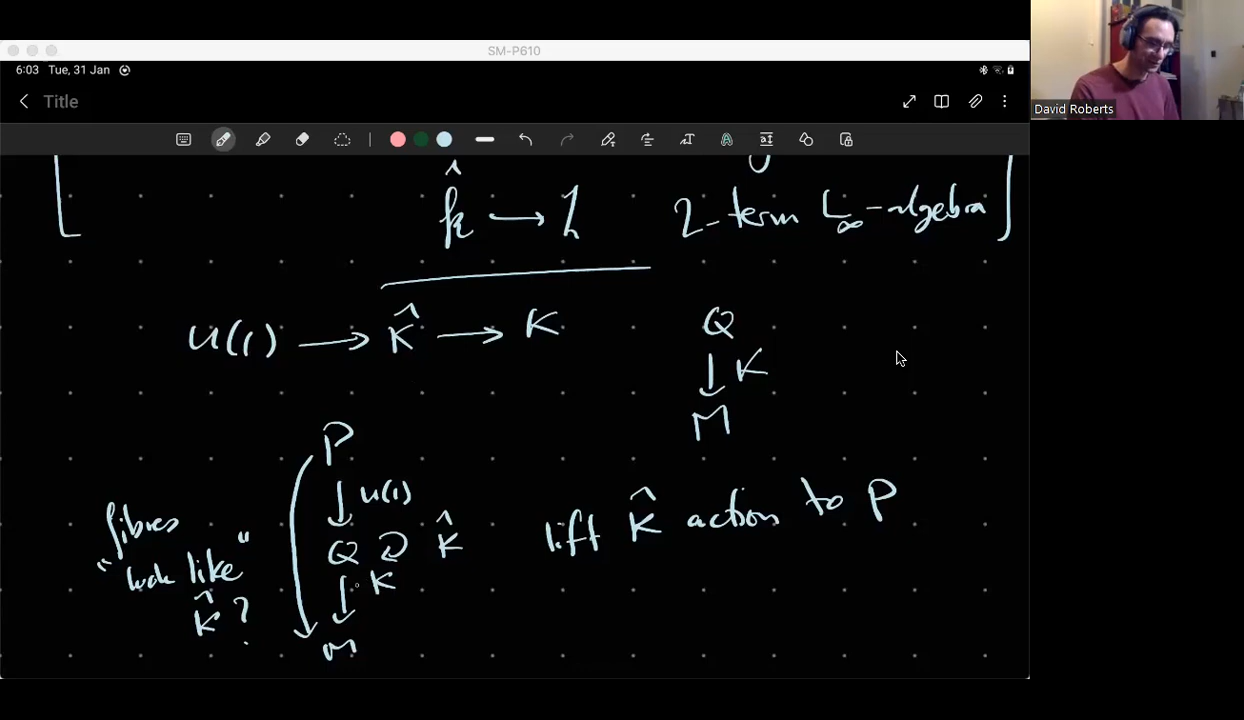 SM-P610
6:03 Tue, 31 Jan
Title
David Roberts
k̂ → 1
2-term L∞-algebra
U(1) → K̂ → K
Q
↓ K
M
P
↓ U(1)
Q ↻ K̂
↓ K
M
fibres
"look like"
K̂ ?
lift K̂ action to P